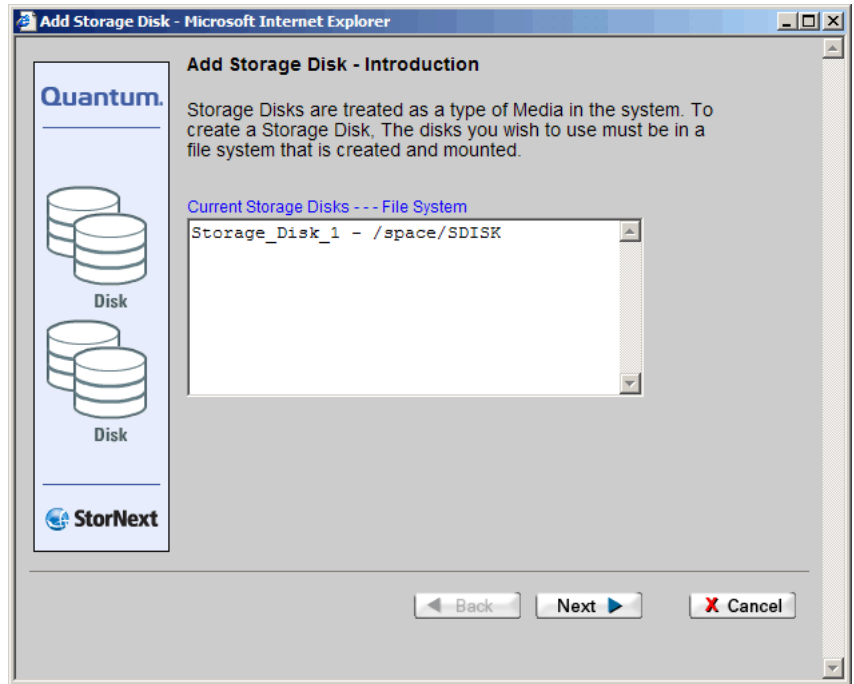 Add Storage Disk - Microsoft Internet Explorer
Quantum.
Disk
Disk
StorNext
Add Storage Disk - Introduction
Storage Disks are treated as a type of Media in the system. To
create a Storage Disk, The disks you wish to use must be in a
file system that is created and mounted.
Current Storage Disks - - - File System
Storage_Disk_1 - /space/SDISK
Back
Next
X Cancel